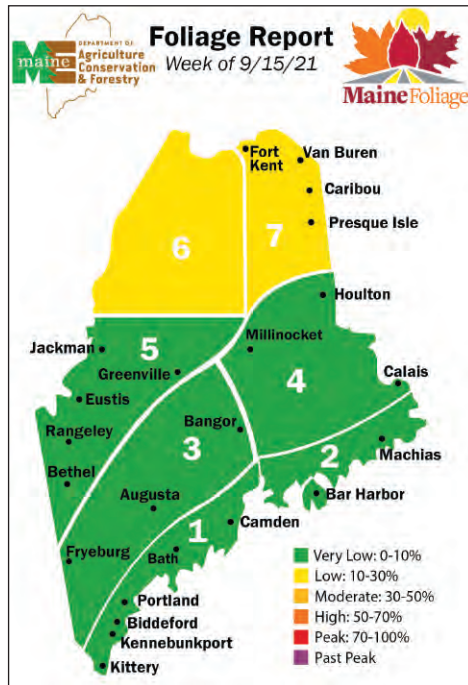 maine
DEPARTMENT OF
Agriculture
Conservation
& Forestry
Foliage Report
Week of 9/15/21
MaineFoliage
Fort
Kent
Van Buren
Caribou
Presque Isle
6
7
Houlton
Jackman
5
Millinocket
Greenville
4
Calais
Eustis
Bangor
3
2
Rangeley
Machias
Bethel
Augusta
Bar Harbor
1
Camden
Fryeburg
Bath
Portland
Biddeford
Kennebunkport
Kittery
Very Low: 0-10%
Low: 10-30%
Moderate: 30-50%
High: 50-70%
Peak: 70-100%
Past Peak